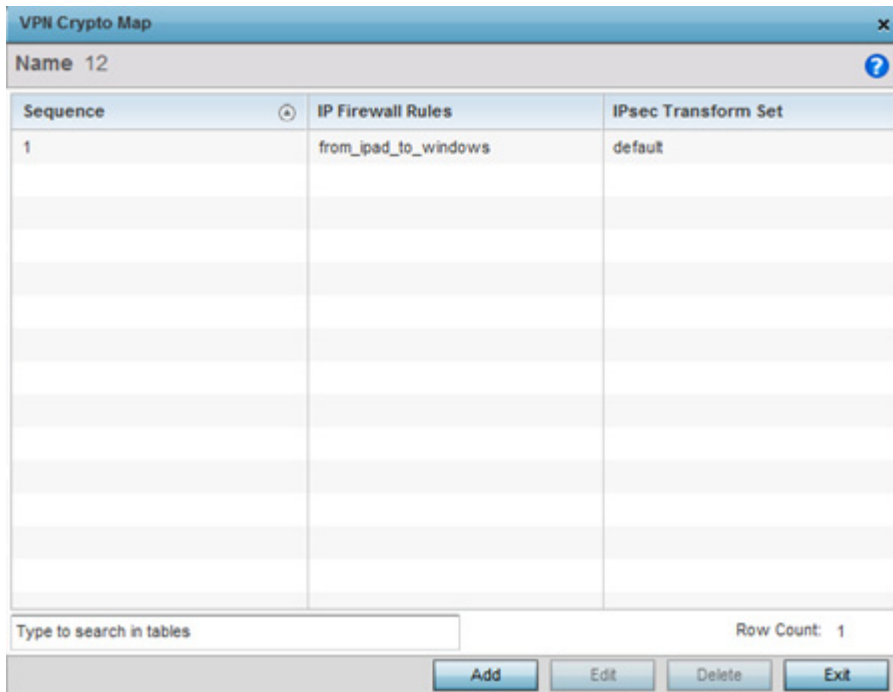 VPN Crypto Map
Name 12
Sequence IP Firewall Rules IPsec Transform Set
1 from_ipad_to_windows default
Type to search in tables Row Count: 1
Add Edit Delete Exit